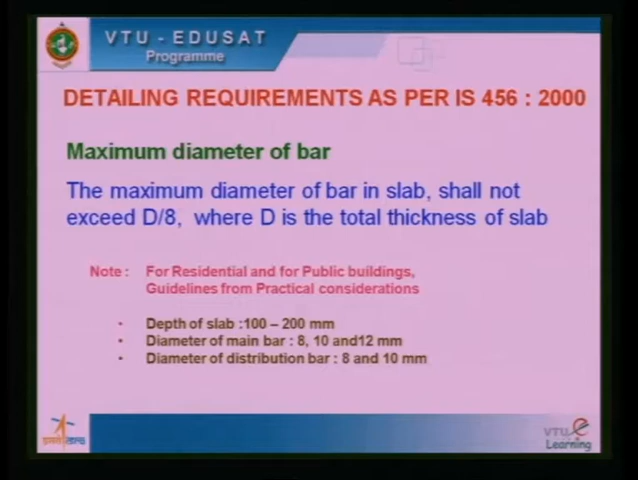 VTU - EDUSAT
Programme
DETAILING REQUIREMENTS AS PER IS 456 : 2000
Maximum diameter of bar
The maximum diameter of bar in slab, shall not
exceed D/8, where D is the total thickness of slab
Note : For Residential and for Public buildings,
Guidelines from Practical considerations
• Depth of slab :100 – 200 mm
• Diameter of main bar : 8, 10 and12 mm
• Diameter of distribution bar : 8 and 10 mm
VTU e
Learning